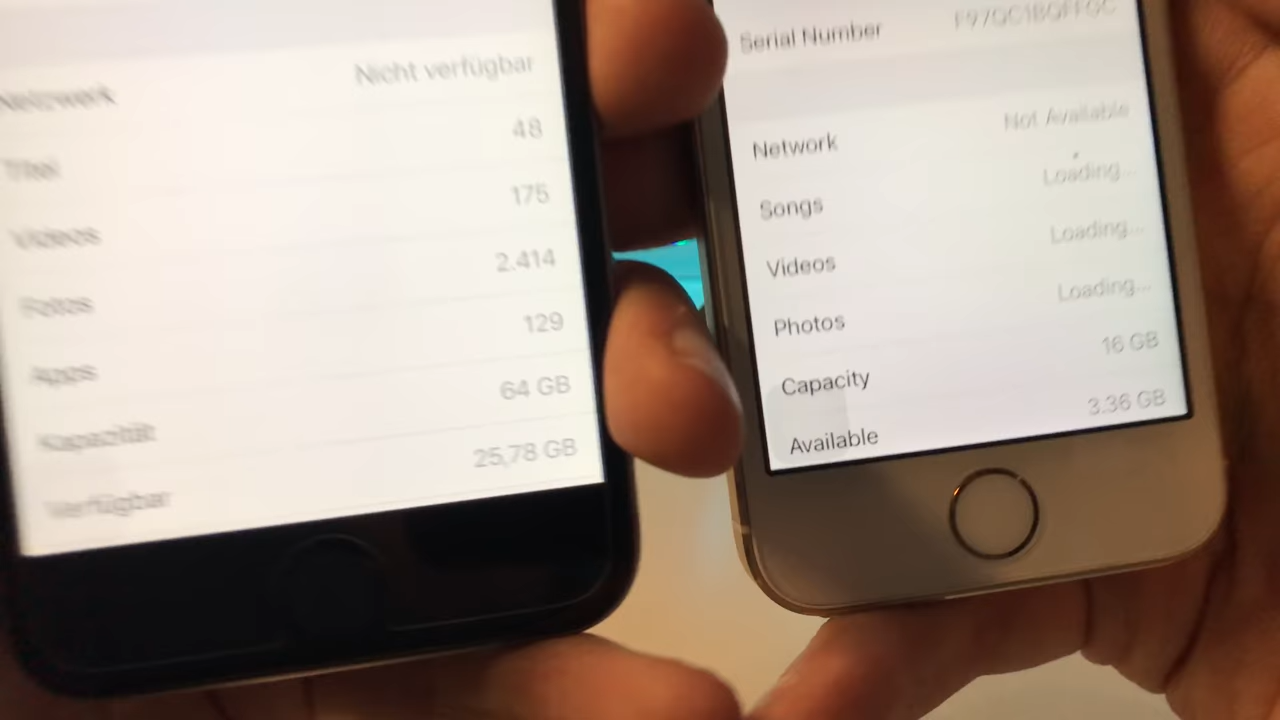 Netzwerk Nicht verfügbar
Titel 48
Videos 175
Fotos 2.414
Apps 129
Kapazität 64 GB
Verfügbar 25,78 GB
Serial Number
Network Not Available
Songs Loading...
Videos Loading...
Photos Loading...
Capacity 16 GB
Available 3.36 GB